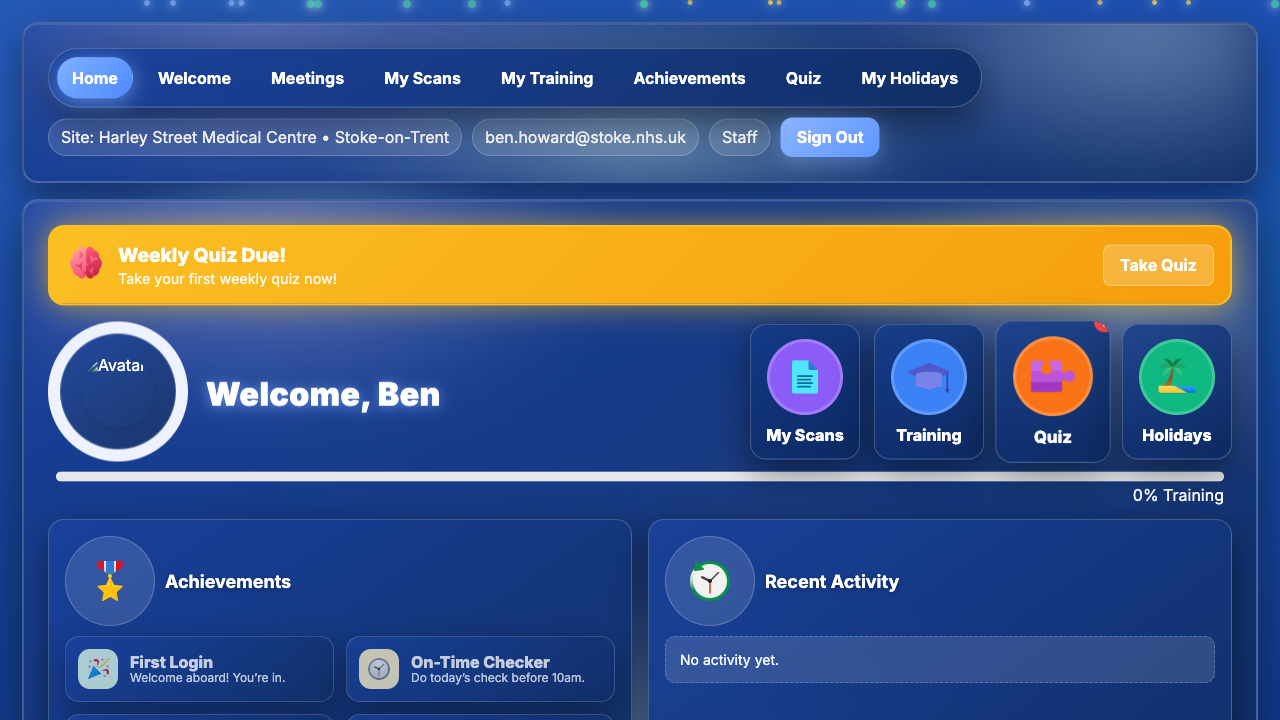 Home Welcome Meetings My Scans My Training Achievements Quiz My Holidays
Site: Harley Street Medical Centre • Stoke-on-Trent ben.howard@stoke.nhs.uk Staff Sign Out
Weekly Quiz Due!
Take your first weekly quiz now!
Take Quiz
Avatar
Welcome, Ben
My Scans Training Quiz Holidays
0% Training
Achievements
First Login
Welcome aboard! You're in.
On-Time Checker
Do today's check before 10am.
Recent Activity
No activity yet.